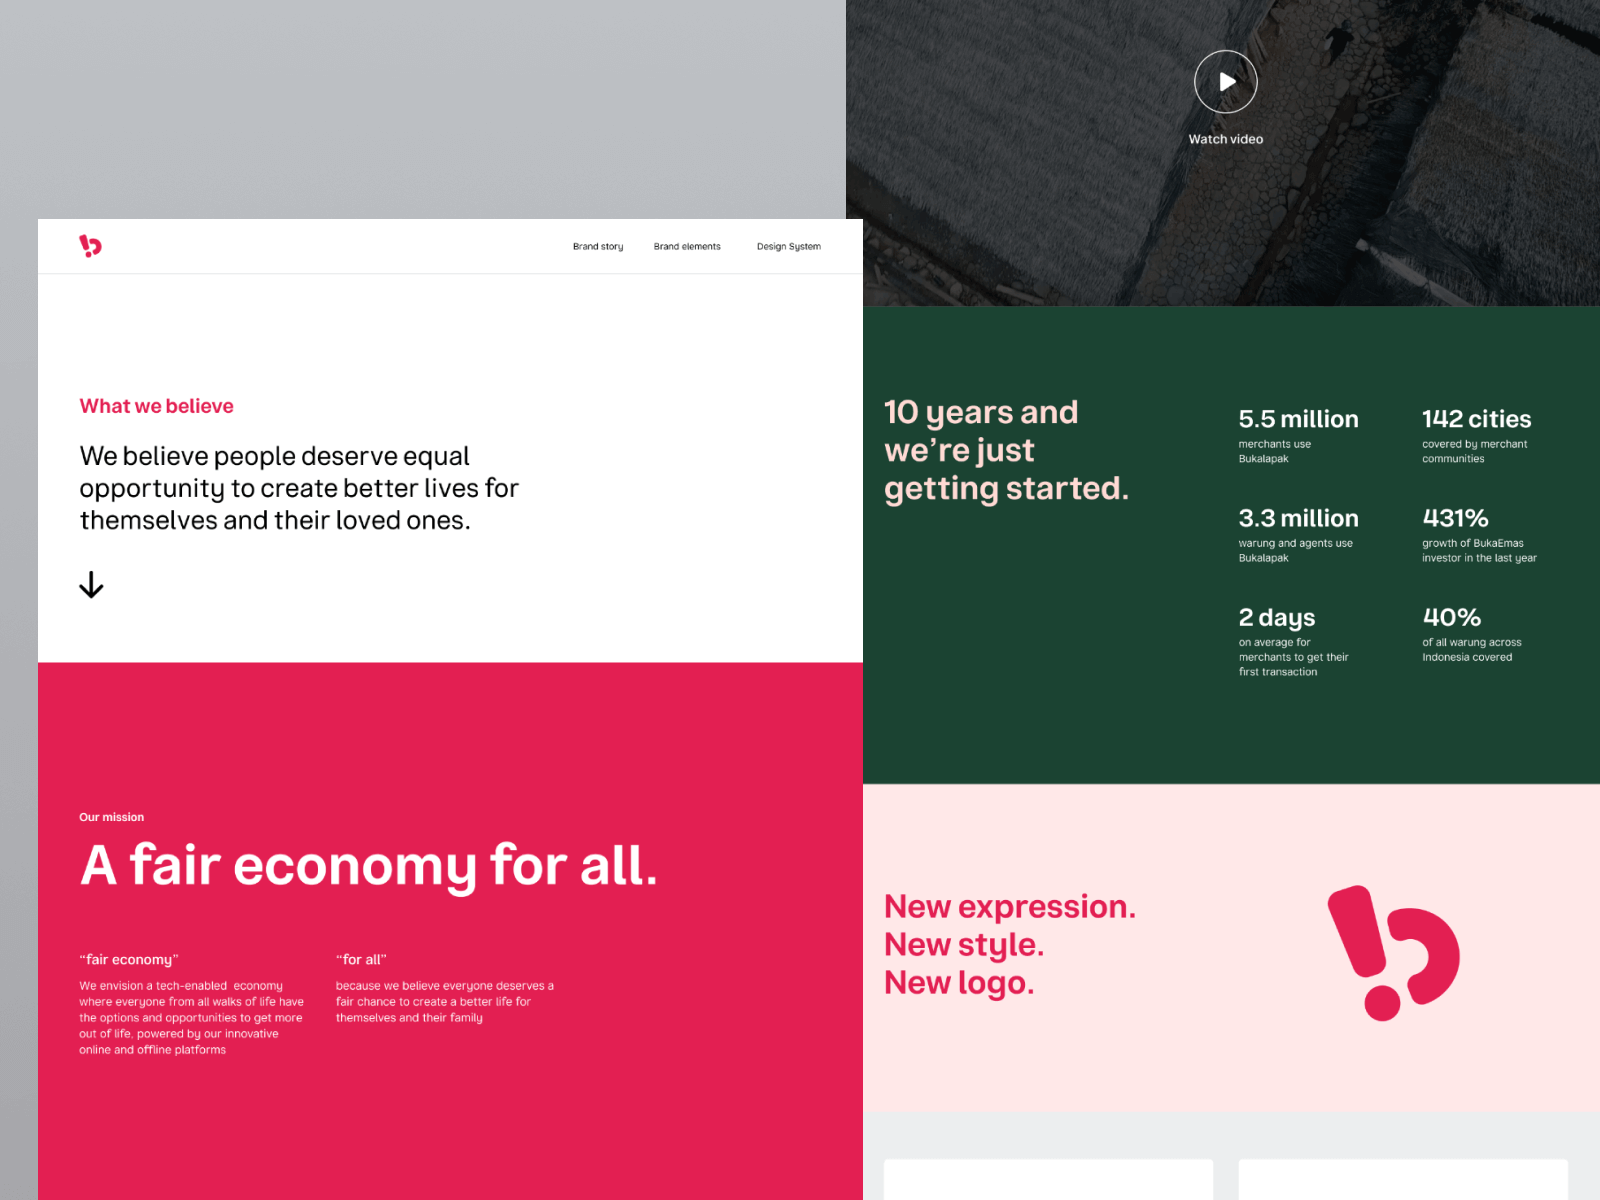 Brand story
Brand elements
Design System
What we believe
We believe people deserve equal
opportunity to create better lives for
themselves and their loved ones.
Our mission
A fair economy for all.
“fair economy”
We envision a tech-enabled  economy
where everyone from all walks of life have
the options and opportunities to get more
out of life, powered by our innovative
online and offline platforms
“for all”
because we believe everyone deserves a
fair chance to create a better life for
themselves and their family
Watch video
10 years and
we’re just
getting started.
5.5 million
merchants use
Bukalapak
142 cities
covered by merchant
communities
3.3 million
warung and agents use
Bukalapak
431%
growth of BukaEmas
investor in the last year
2 days
on average for
merchants to get their
first transaction
40%
of all warung across
Indonesia covered
New expression.
New style.
New logo.